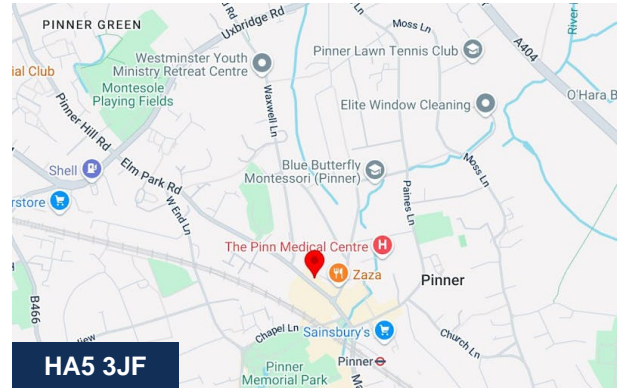 PINNER GREEN
Uxbridge Rd
Moss Ln
River
A404
Westminster Youth
Ministry Retreat Centre
Pinner Lawn Tennis Club
ial Club
Montesole
Playing Fields
Waxwell Ln
Elite Window Cleaning
O'Hara B
Pinner Hill Rd
Elm Park Rd
Moss Ln
Shell
Blue Butterfly
Montessori (Pinner)
Paines Ln
rstore
W End Ln
The Pinn Medical Centre
Zaza
Pinner
B466
Chapel Ln
Sainsbury's
Church Ln
view
Pinner
Pinner
Memorial Park
Ma
HA5 3JF